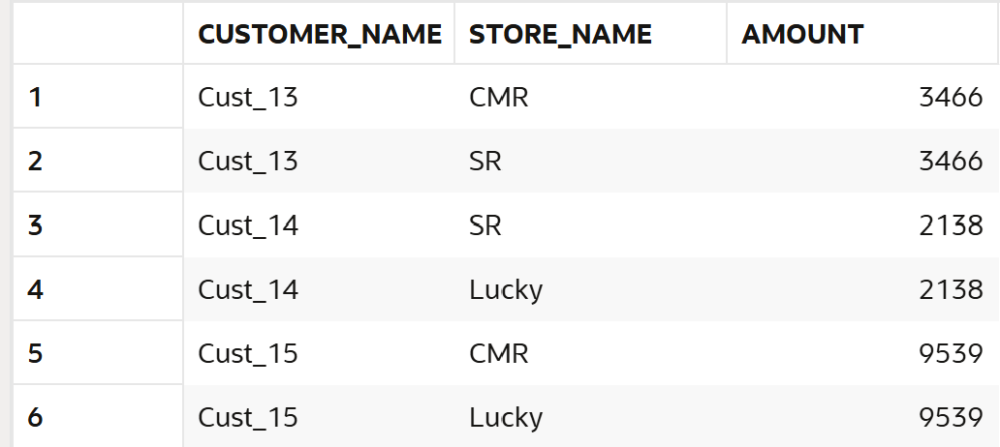 CUSTOMER_NAME STORE_NAME AMOUNT
1 Cust_13 CMR 3466
2 Cust_13 SR 3466
3 Cust_14 SR 2138
4 Cust_14 Lucky 2138
5 Cust_15 CMR 9539
6 Cust_15 Lucky 9539